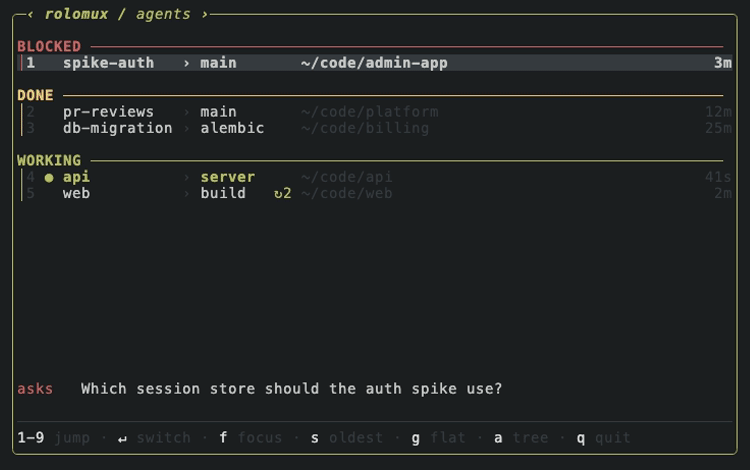 ‹ rolomux / agents ›
BLOCKED
1 spike-auth › main ~/code/admin-app 3m
DONE
2 pr-reviews › main ~/code/platform 12m
3 db-migration › alembic ~/code/billing 25m
WORKING
4 ● api › server ~/code/api 41s
5 web › build ↻2 ~/code/web 2m
asks Which session store should the auth spike use?
1-9 jump · ↵ switch · f focus · s oldest · g flat · a tree · q quit